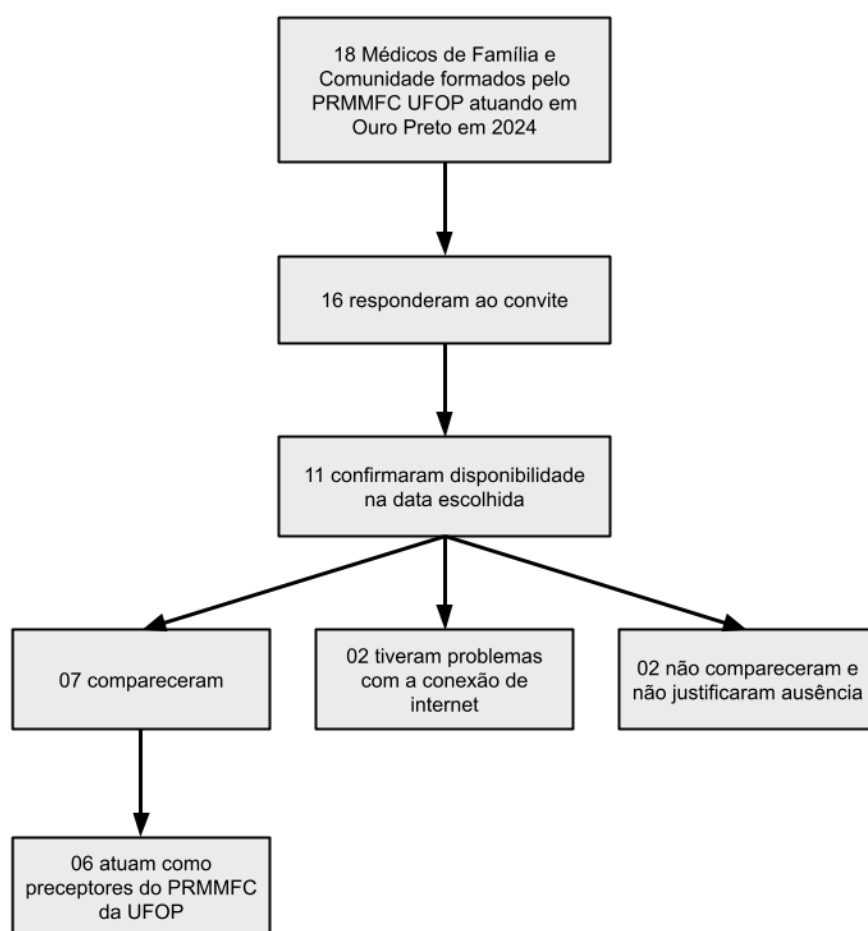 18 Médicos de Família e
Comunidade formados pelo
PRMMFC UFOP atuando em
Ouro Preto em 2024
16 responderam ao convite
11 confirmaram disponibilidade
na data escolhida
07 compareceram
02 tiveram problemas
com a conexão de
internet
02 não compareceram e
não justificaram ausência
06 atuam como
preceptores do PRMMFC
da UFOP